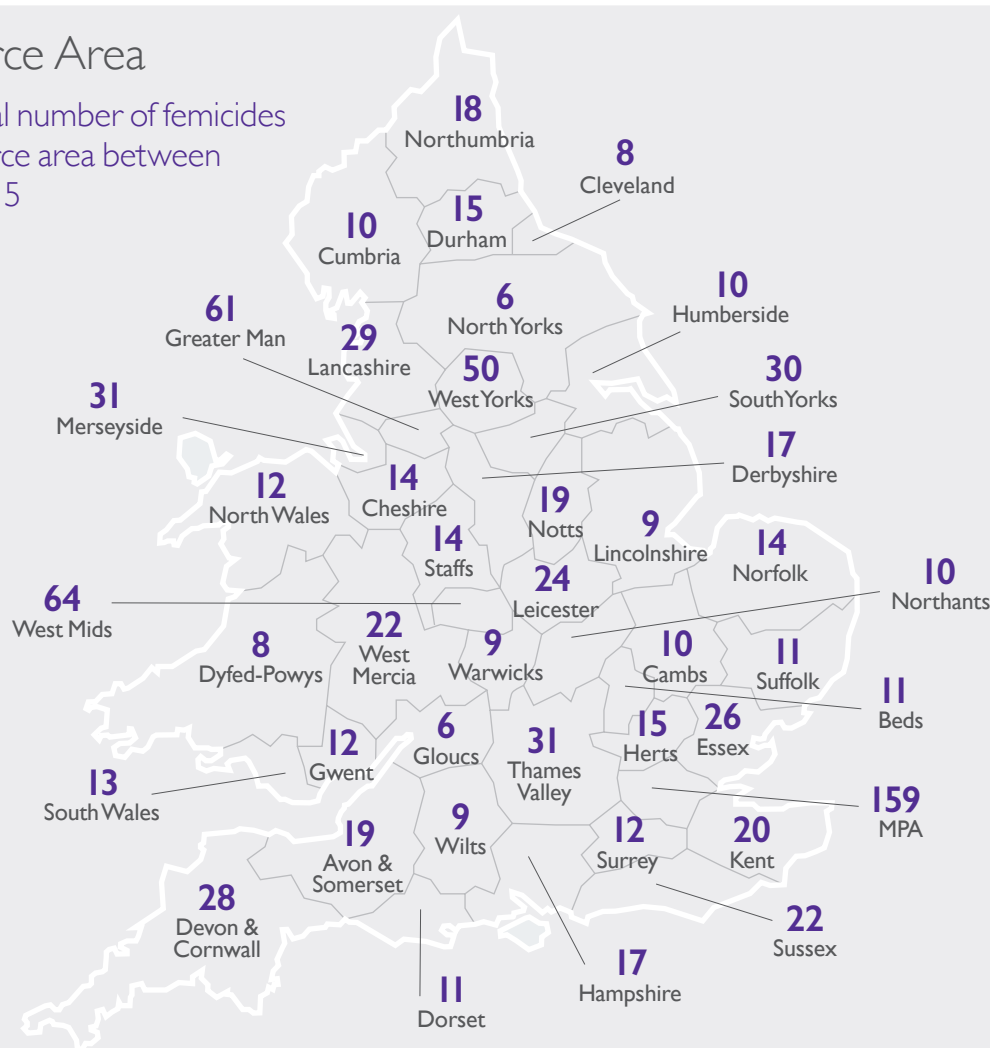 rce Area
al number of femicides
rce area between
15
18
Northumbria
8
Cleveland
15
Durham
10
Cumbria
6
North Yorks
10
Humberside
61
Greater Man
29
Lancashire
50
West Yorks
30
South Yorks
31
Merseyside
17
Derbyshire
12
North Wales
14
Cheshire
19
Notts
9
Lincolnshire
14
Norfolk
14
Staffs
24
Leicester
10
Northants
64
West Mids
8
Dyfed-Powys
22
West
Mercia
9
Warwicks
10
Cambs
11
Suffolk
11
Beds
12
Gwent
6
Gloucs
31
Thames
Valley
15
Herts
26
Essex
13
South Wales
159
MPA
19
Avon &
Somerset
9
Wilts
12
Surrey
20
Kent
28
Devon &
Cornwall
22
Sussex
17
Hampshire
11
Dorset